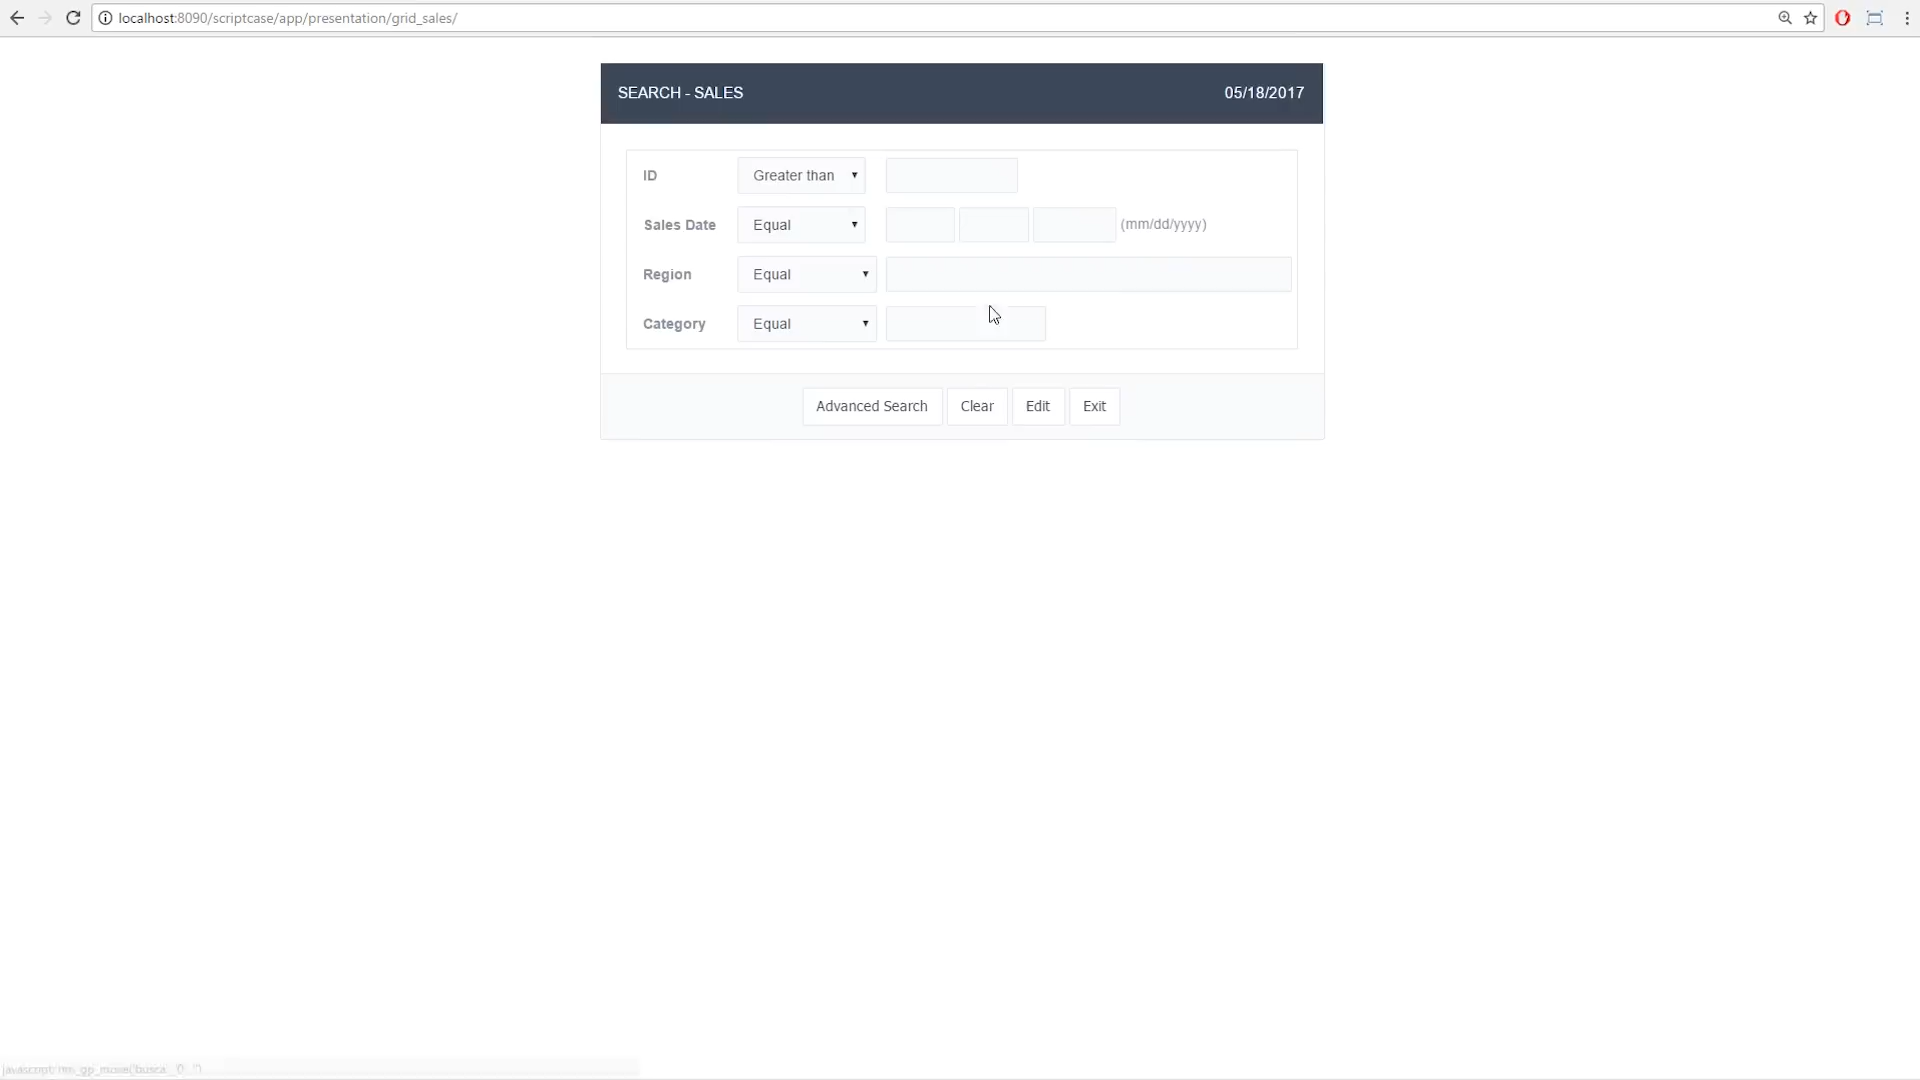 localhost:8090/scriptcase/app/presentation/grid_sales/
SEARCH - SALES 05/18/2017
ID Greater than
Sales Date Equal (mm/dd/yyyy)
Region Equal
Category Equal
Advanced Search Clear Edit Exit